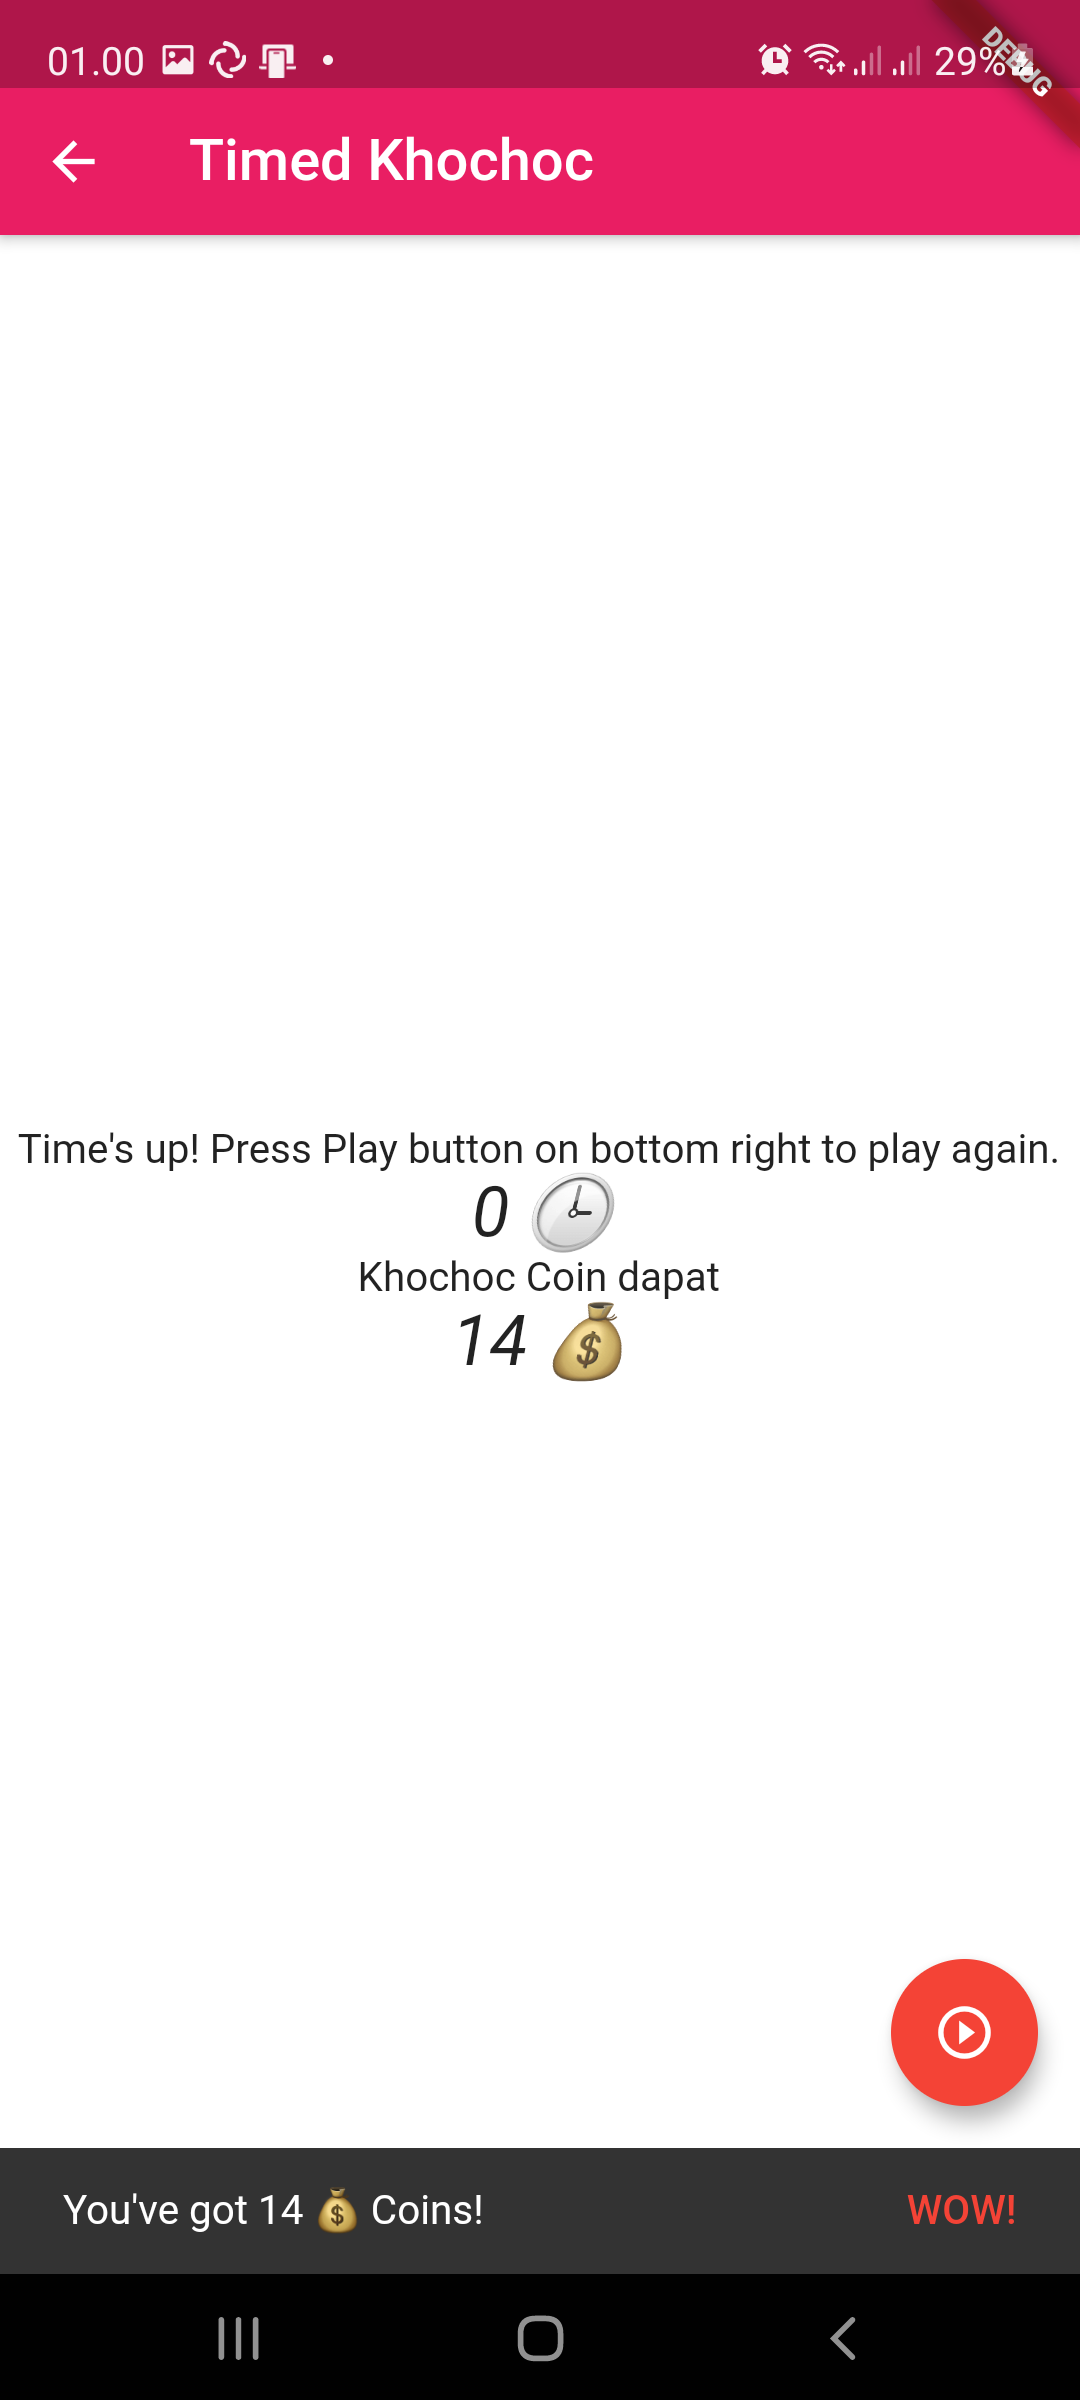 01.00
29%
DEBUG
Timed Khochoc
Time's up! Press Play button on bottom right to play again.
0 🕒
Khochoc Coin dapat
14 💰
You've got 14 💰 Coins!
WOW!